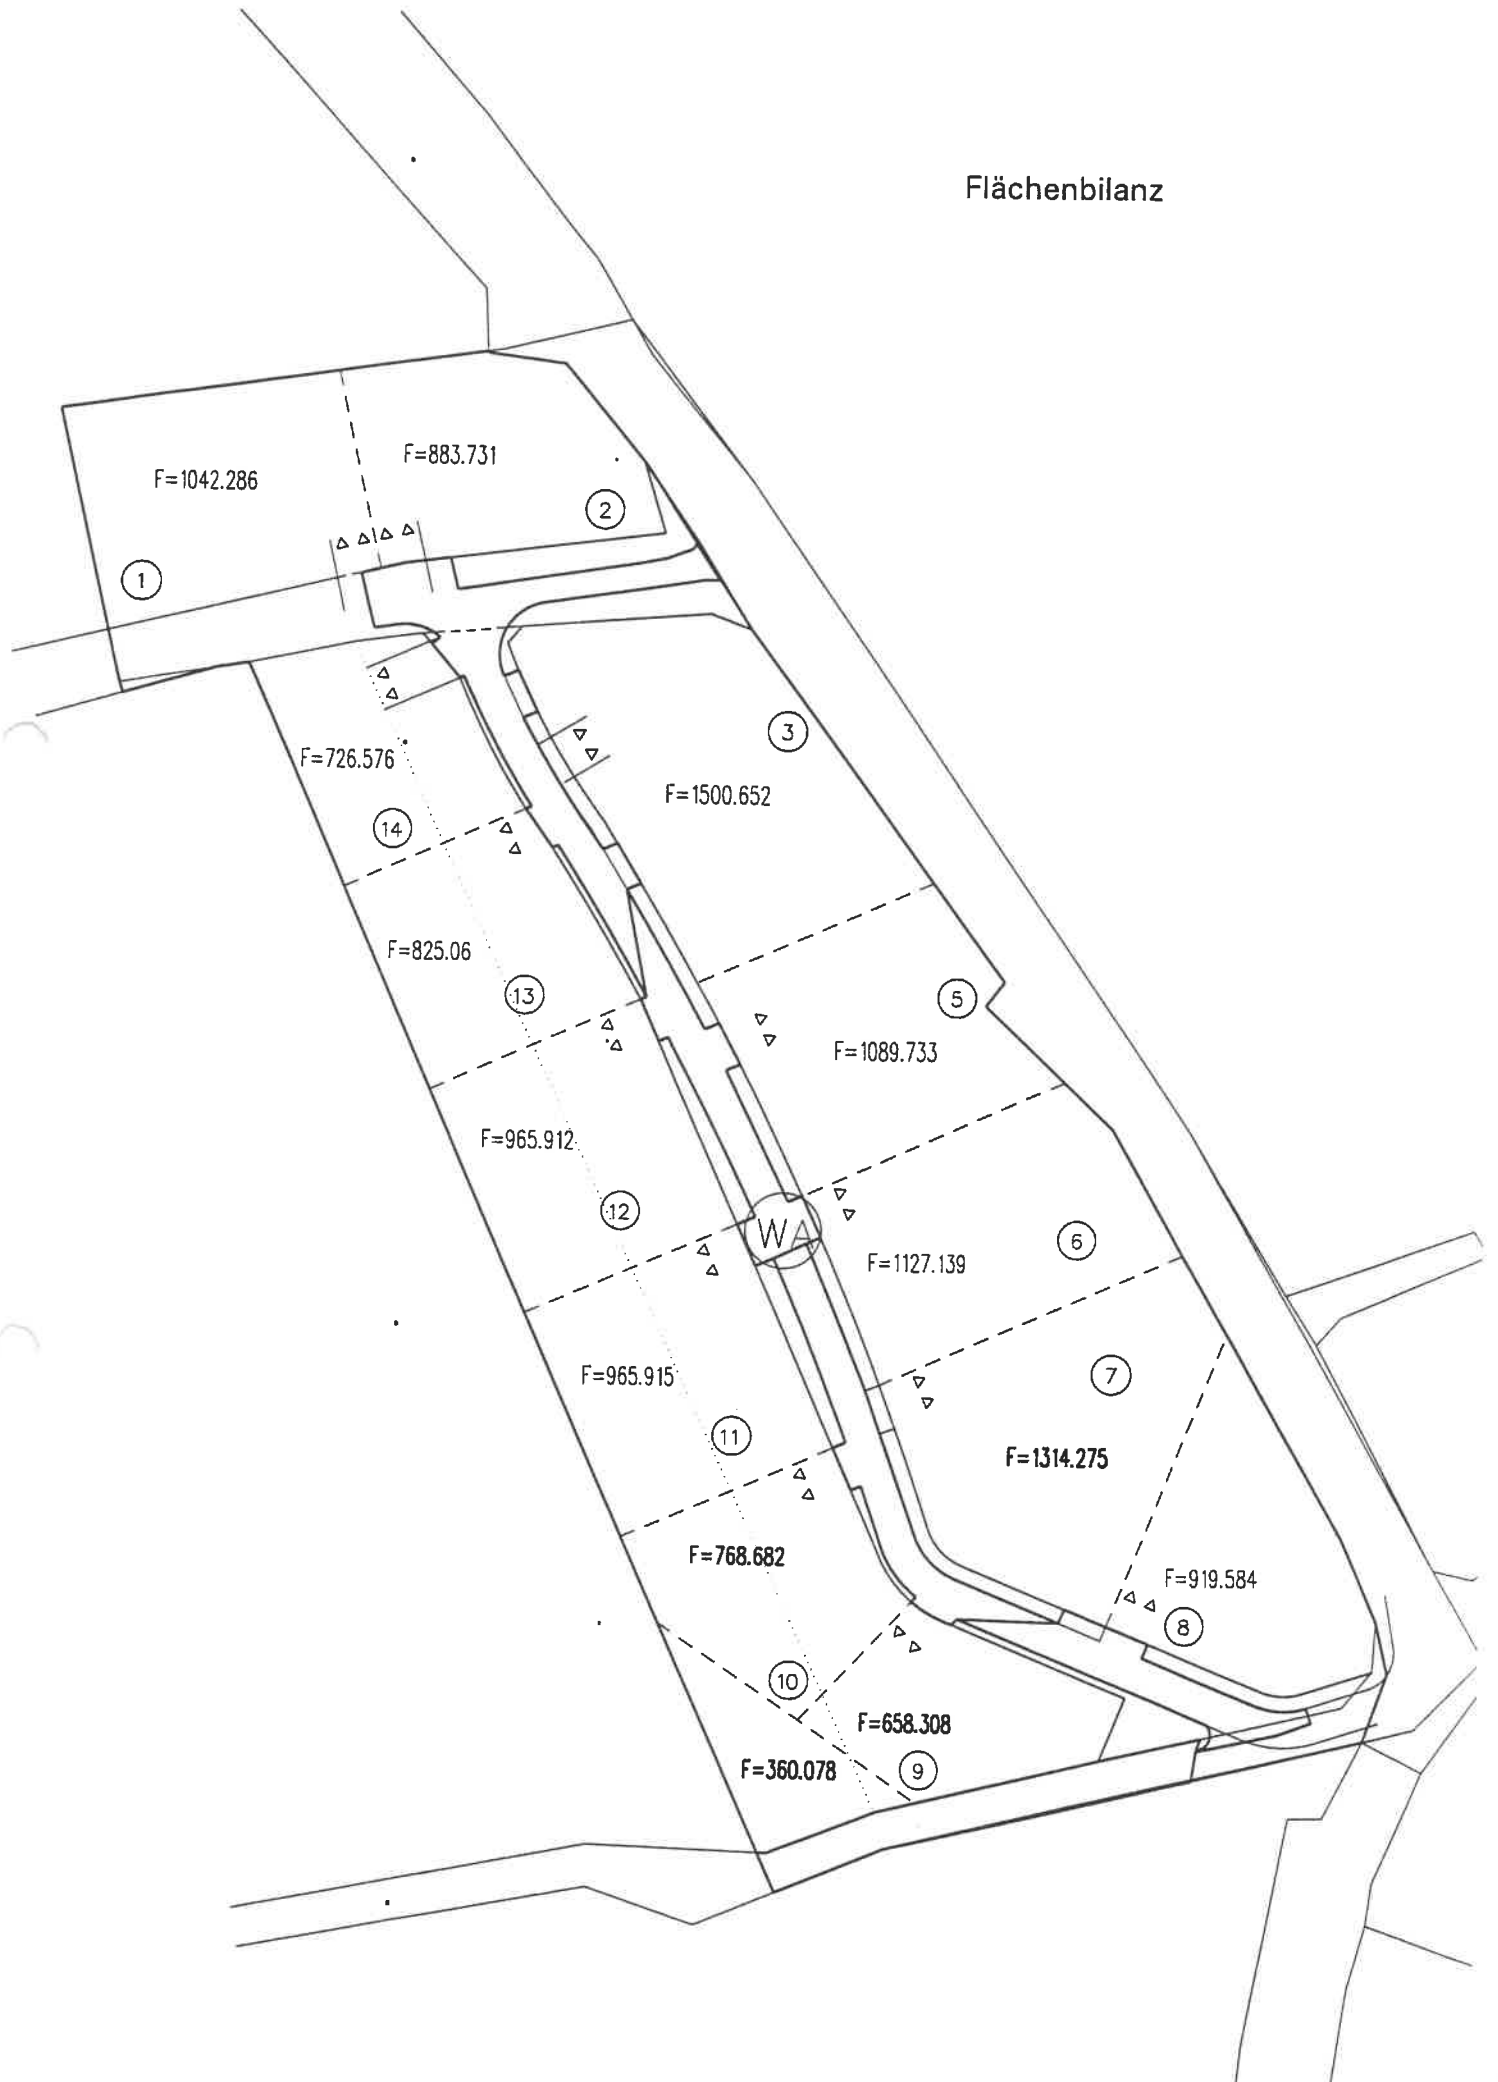 Flächenbilanz
F=1042.286
F=883.731
2
1
3
F=726.576
F=1500.652
14
F=825.06
13
5
F=1089.733
F=965.912
12
W A
6
F=1127.139
F=965.915
7
11
F=1314.275
F=768.682
F=919.584
8
10
F=658.308
F=360.078
9